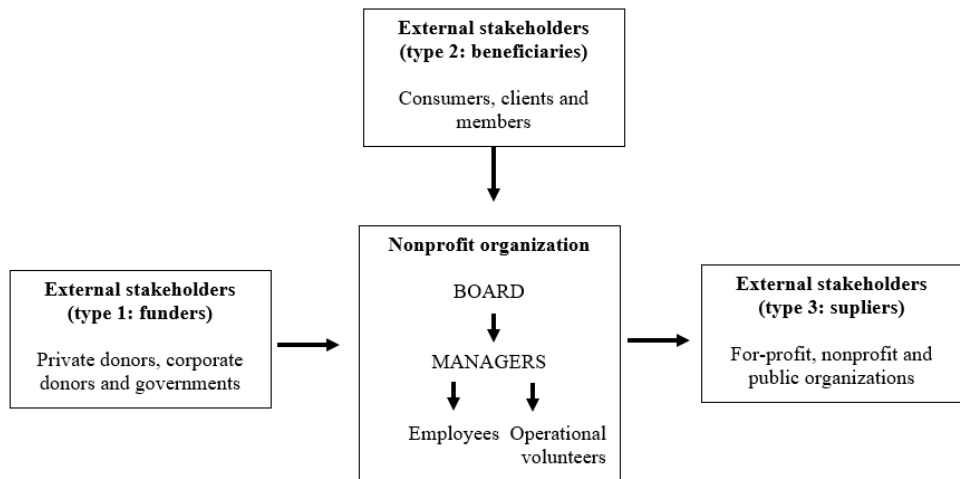 External stakeholders
(type 2: beneficiaries)
Consumers, clients and
members
Nonprofit organization
BOARD
MANAGERS
Employees
Operational
volunteers
External stakeholders
(type 1: funders)
Private donors, corporate
donors and governments
External stakeholders
(type 3: supliers)
For-profit, nonprofit and
public organizations